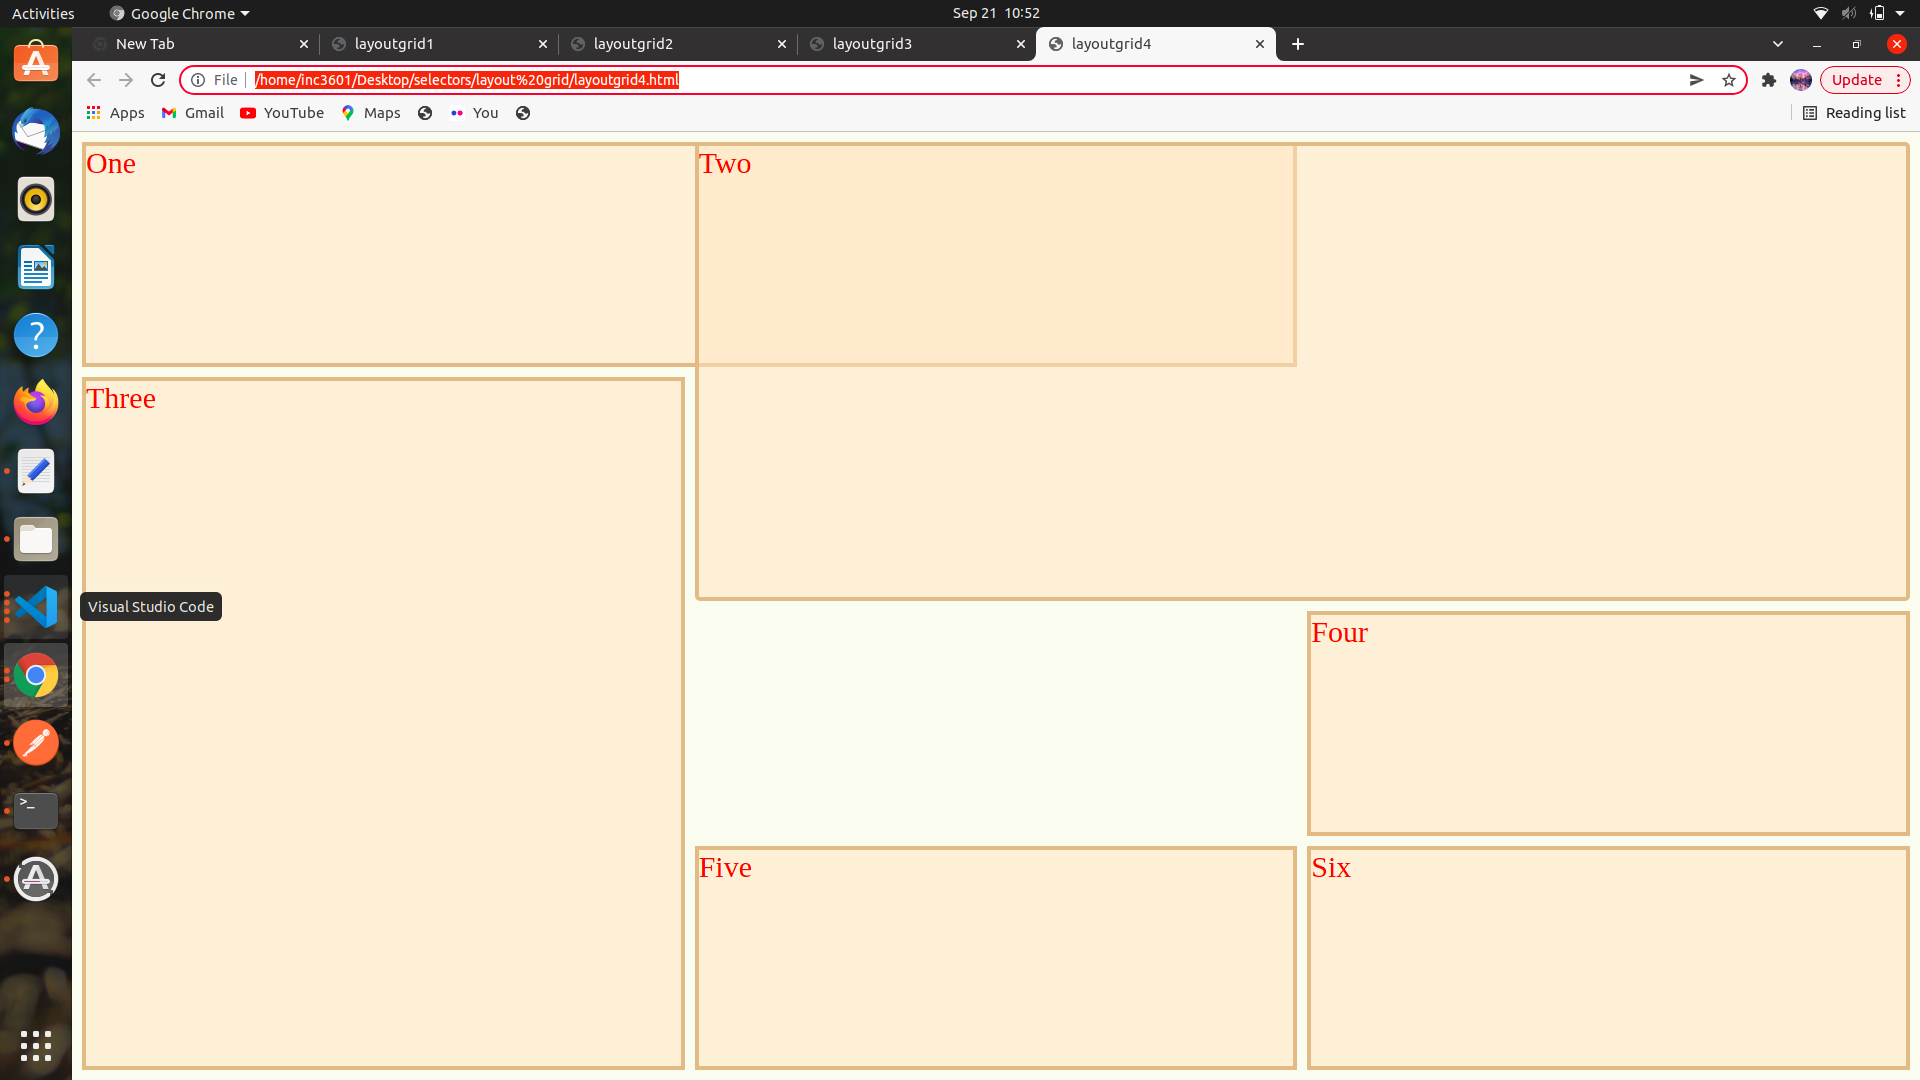 Activities Google Chrome Sep 21 10:52
New Tab layoutgrid1 layoutgrid2 layoutgrid3 layoutgrid4
File /home/inc3601/Desktop/selectors/layout%20grid/layoutgrid4.html Update
Apps Gmail YouTube Maps You Reading list
One Two
Three
Visual Studio Code
Four
Five Six